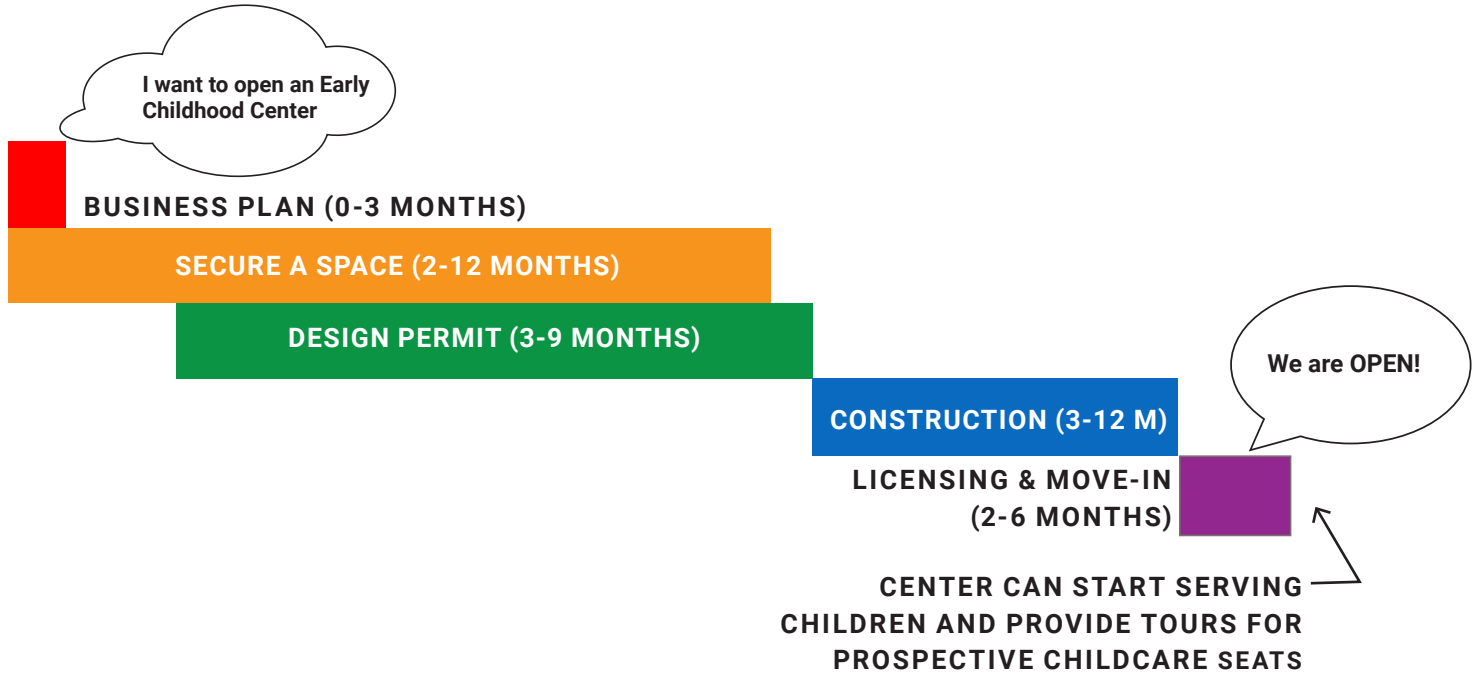 I want to open an Early
Childhood Center
BUSINESS PLAN (0-3 MONTHS)
SECURE A SPACE (2-12 MONTHS)
DESIGN PERMIT (3-9 MONTHS)
We are OPEN!
CONSTRUCTION (3-12 M)
LICENSING & MOVE-IN
(2-6 MONTHS)
CENTER CAN START SERVING
CHILDREN AND PROVIDE TOURS FOR
PROSPECTIVE CHILDCARE SEATS